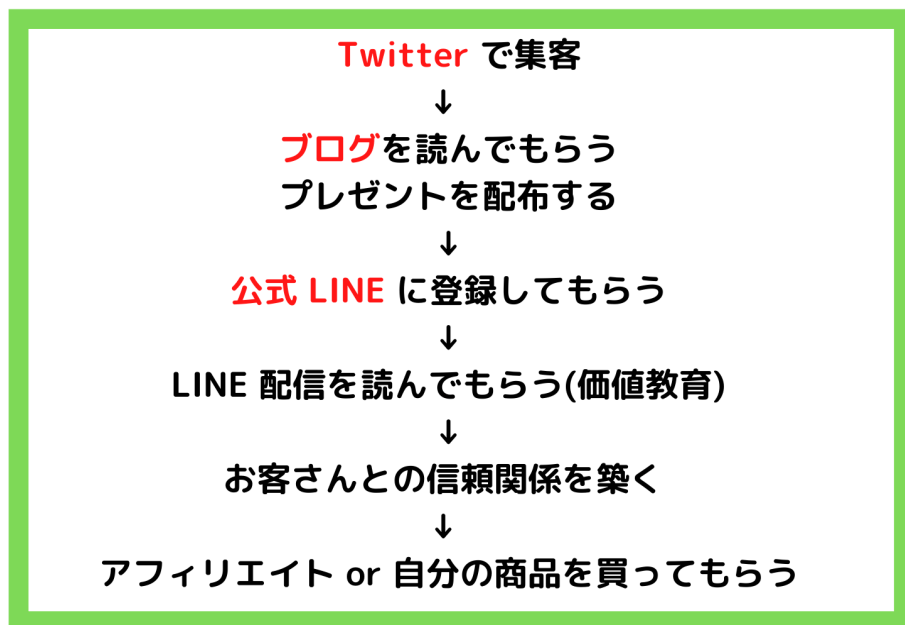 Twitter で集客
↓
ブログを読んでもらう
プレゼントを配布する
↓
公式 LINE に登録してもらう
↓
LINE 配信を読んでもらう(価値教育)
↓
お客さんとの信頼関係を築く
↓
アフィリエイト or 自分の商品を買ってもらう